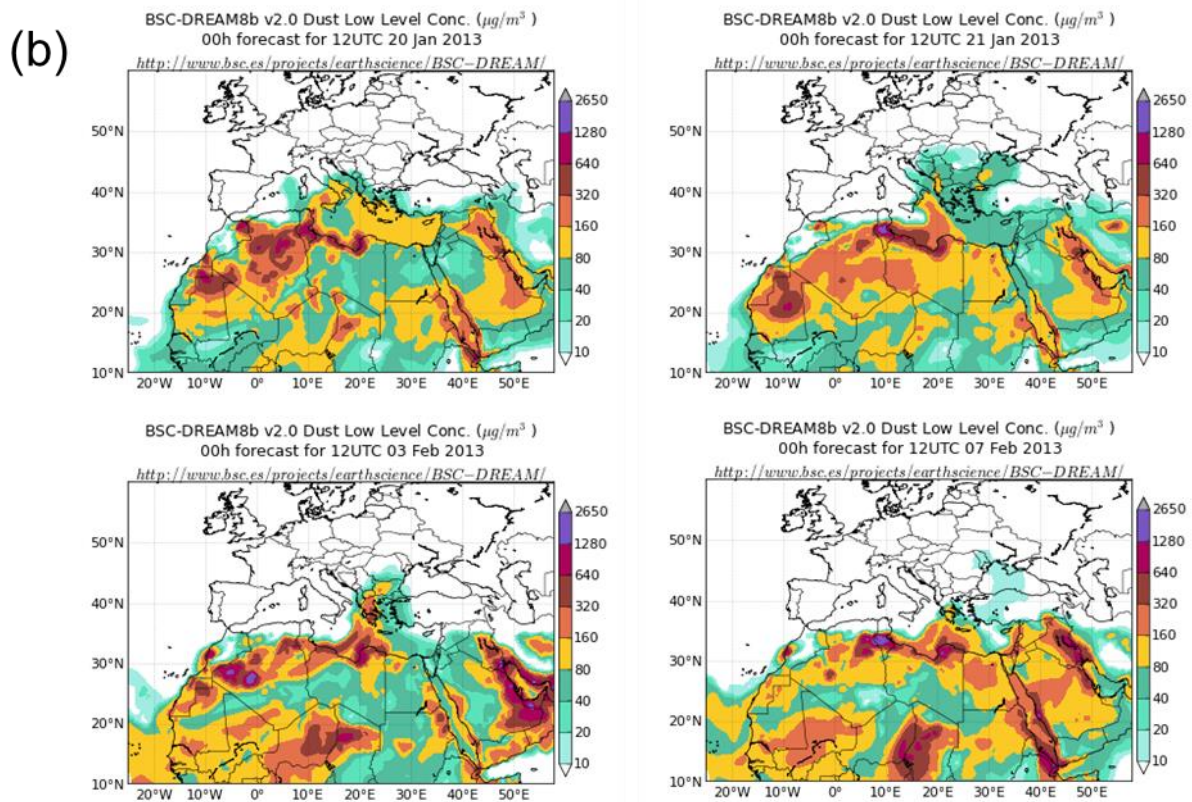 (b)
BSC-DREAM8b v2.0 Dust Low Level Conc. (μg/m³ )
00h forecast for 12UTC 20 Jan 2013
http://www.bsc.es/projects/earthscience/BSC−DREAM/
50°N
40°N
30°N
20°N
10°N
20°W 10°W 0° 10°E 20°E 30°E 40°E 50°E
2650
1280
640
320
160
80
40
20
10
BSC-DREAM8b v2.0 Dust Low Level Conc. (μg/m³ )
00h forecast for 12UTC 21 Jan 2013
http://www.bsc.es/projects/earthscience/BSC−DREAM/
50°N
40°N
30°N
20°N
10°N
20°W 10°W 0° 10°E 20°E 30°E 40°E 50°E
2650
1280
640
320
160
80
40
20
10
BSC-DREAM8b v2.0 Dust Low Level Conc. (μg/m³ )
00h forecast for 12UTC 03 Feb 2013
http://www.bsc.es/projects/earthscience/BSC−DREAM/
50°N
40°N
30°N
20°N
10°N
20°W 10°W 0° 10°E 20°E 30°E 40°E 50°E
2650
1280
640
320
160
80
40
20
10
BSC-DREAM8b v2.0 Dust Low Level Conc. (μg/m³ )
00h forecast for 12UTC 07 Feb 2013
http://www.bsc.es/projects/earthscience/BSC−DREAM/
50°N
40°N
30°N
20°N
10°N
20°W 10°W 0° 10°E 20°E 30°E 40°E 50°E
2650
1280
640
320
160
80
40
20
10